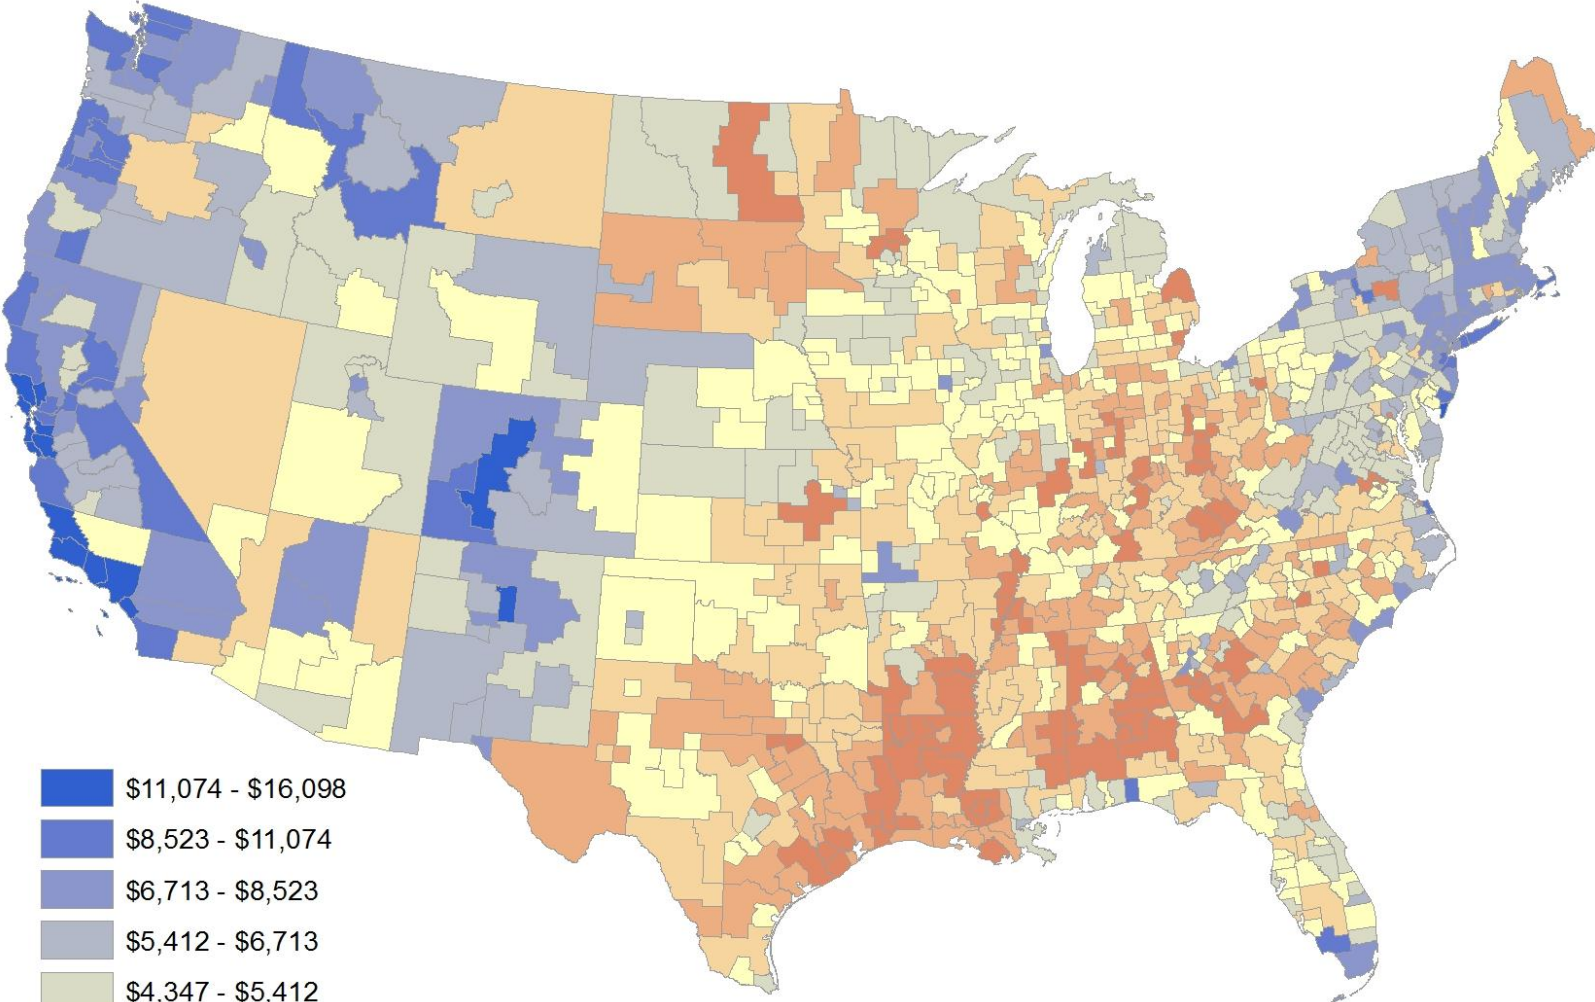 $11,074 - $16,098
$8,523 - $11,074
$6,713 - $8,523
$5,412 - $6,713
$4,347 - $5,412